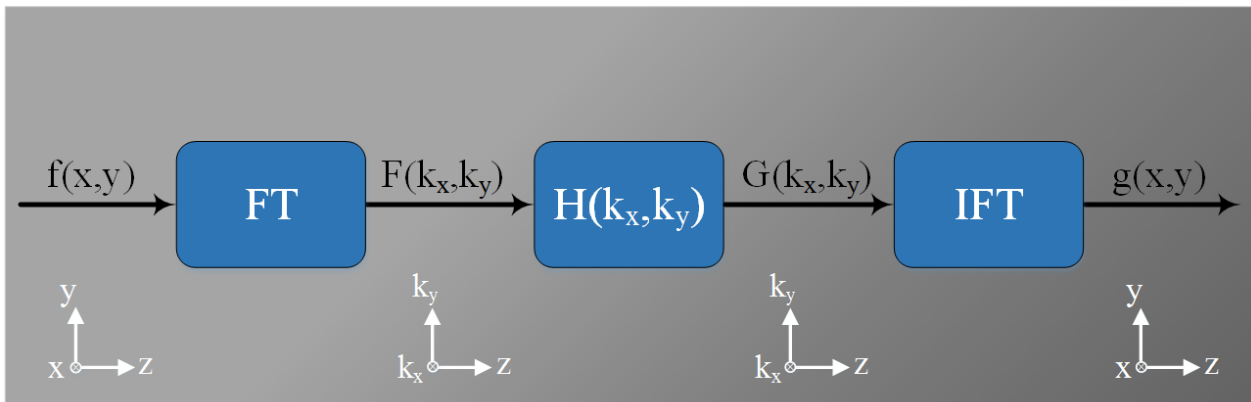 f(x,y) FT F(kx,ky) H(kx,ky) G(kx,ky) IFT g(x,y)
y ky ky y
x z kx z kx z x z